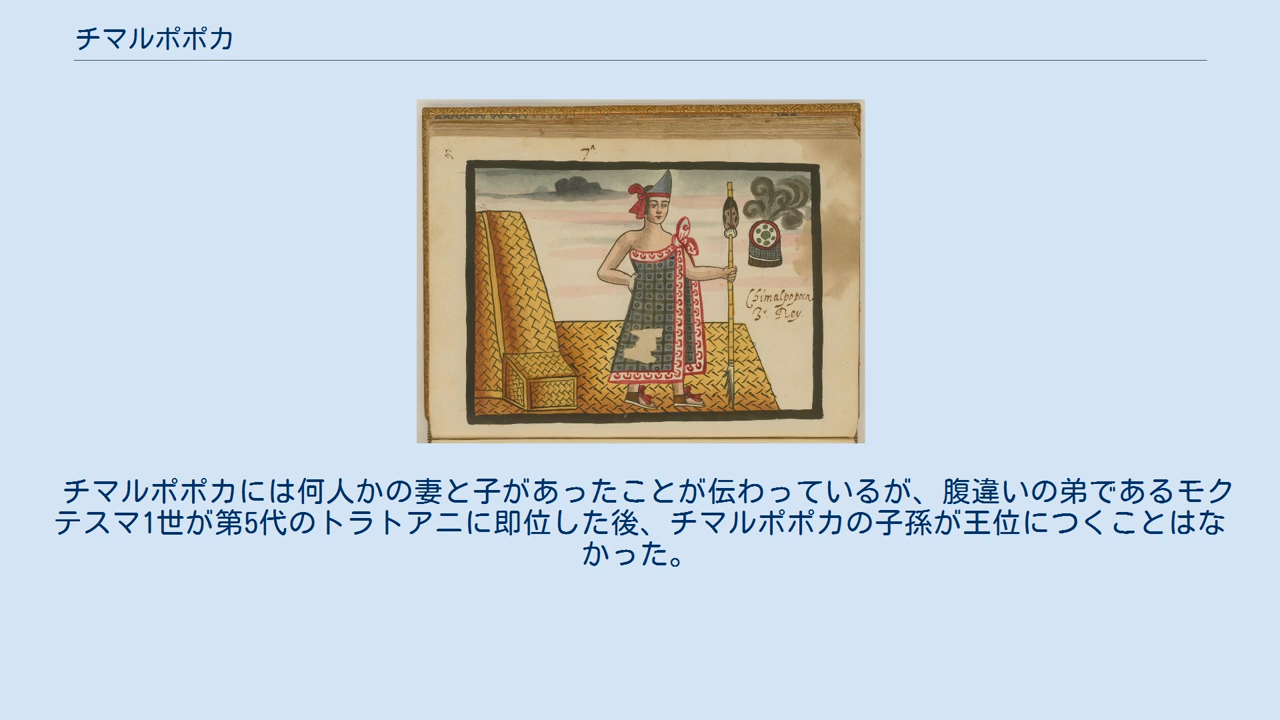 チマルポポカ
7ª
Chimalpopoca
3º Rey
チマルポポカには何人かの妻と子があったことが伝わっているが、腹違いの弟であるモク
テスマ1世が第5代のトラトアニに即位した後、チマルポポカの子孫が王位につくことはな
かった。